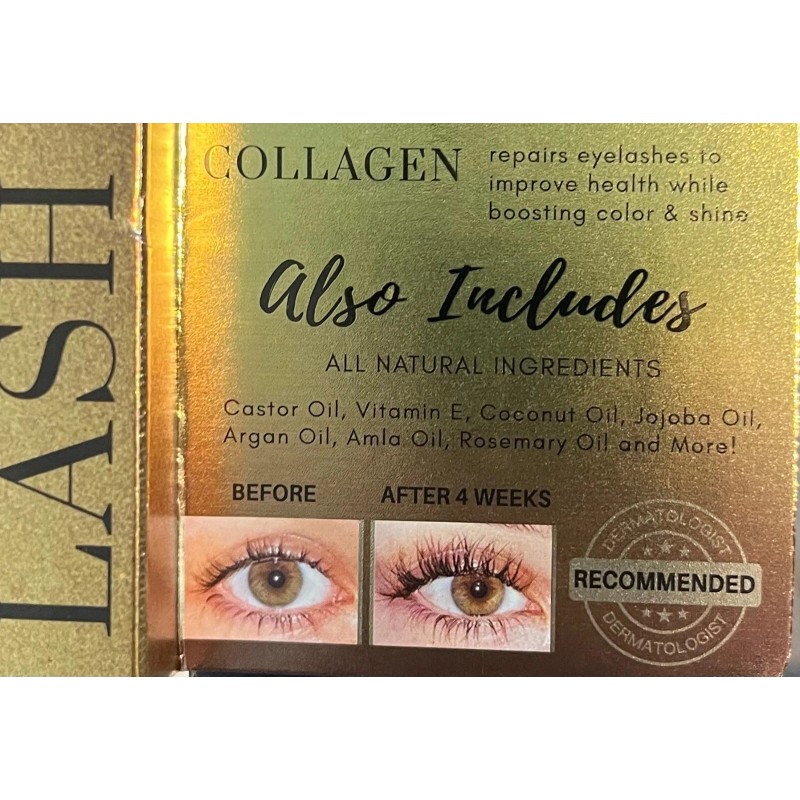 LASH
COLLAGEN
repairs eyelashes to
improve health while
boosting color & shine
Also Includes
ALL NATURAL INGREDIENTS
Castor Oil, Vitamin E, Coconut Oil, Jojoba Oil,
Argan Oil, Amla Oil, Rosemary Oil and More!
BEFORE
AFTER 4 WEEKS
DERMATOLOGIST
RECOMMENDED
DERMATOLOGIST